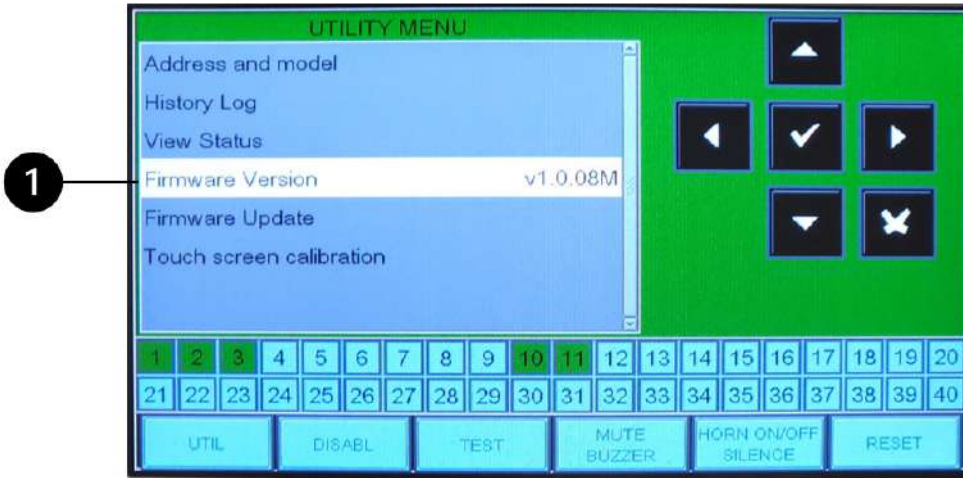 UTILITY MENU
Address and model
History Log
View Status
1
Firmware Version v1.0.08M
Firmware Update
Touch screen calibration
1 2 3 4 5 6 7 8 9 10 11 12 13 14 15 16 17 18 19 20
21 22 23 24 25 26 27 28 29 30 31 32 33 34 35 36 37 38 39 40
UTIL DISABL TEST MUTE BUZZER HORN ON/OFF SILENCE RESET